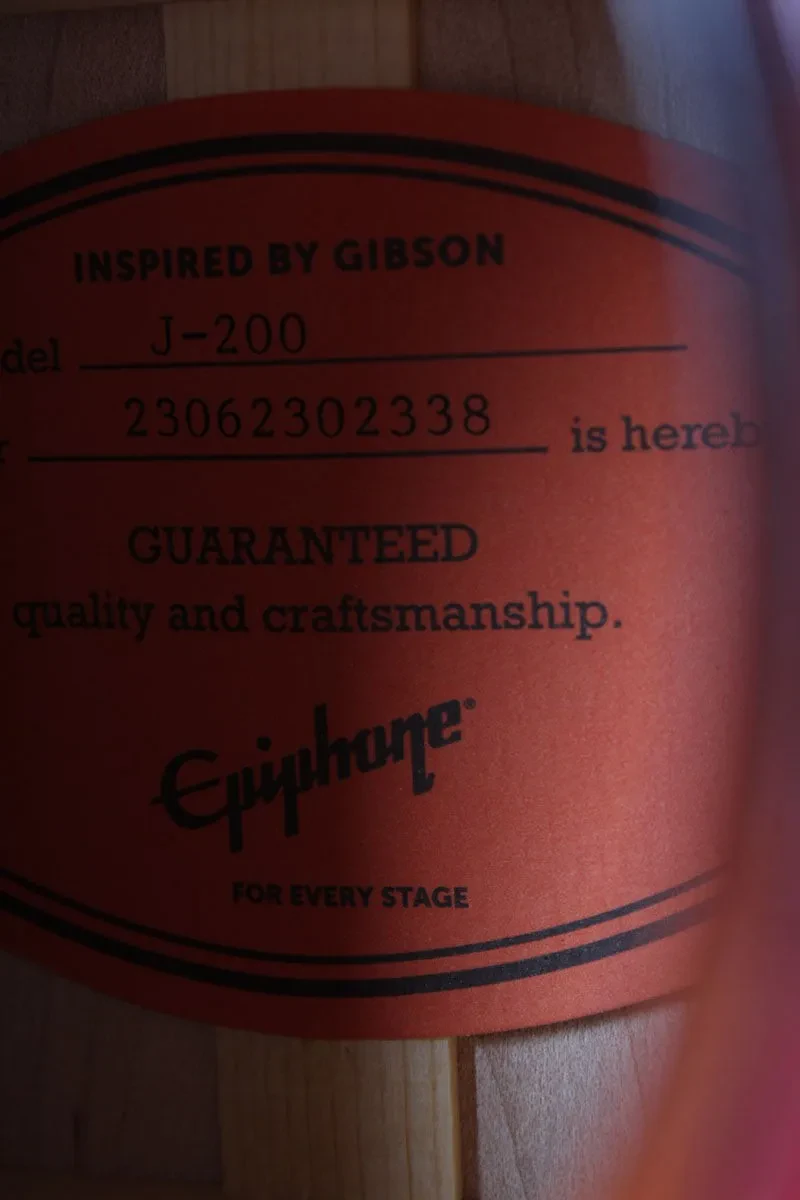 INSPIRED BY GIBSON
del J-200
r 23062302338 is hereb
GUARANTEED
quality and craftsmanship.
Epiphone®
FOR EVERY STAGE